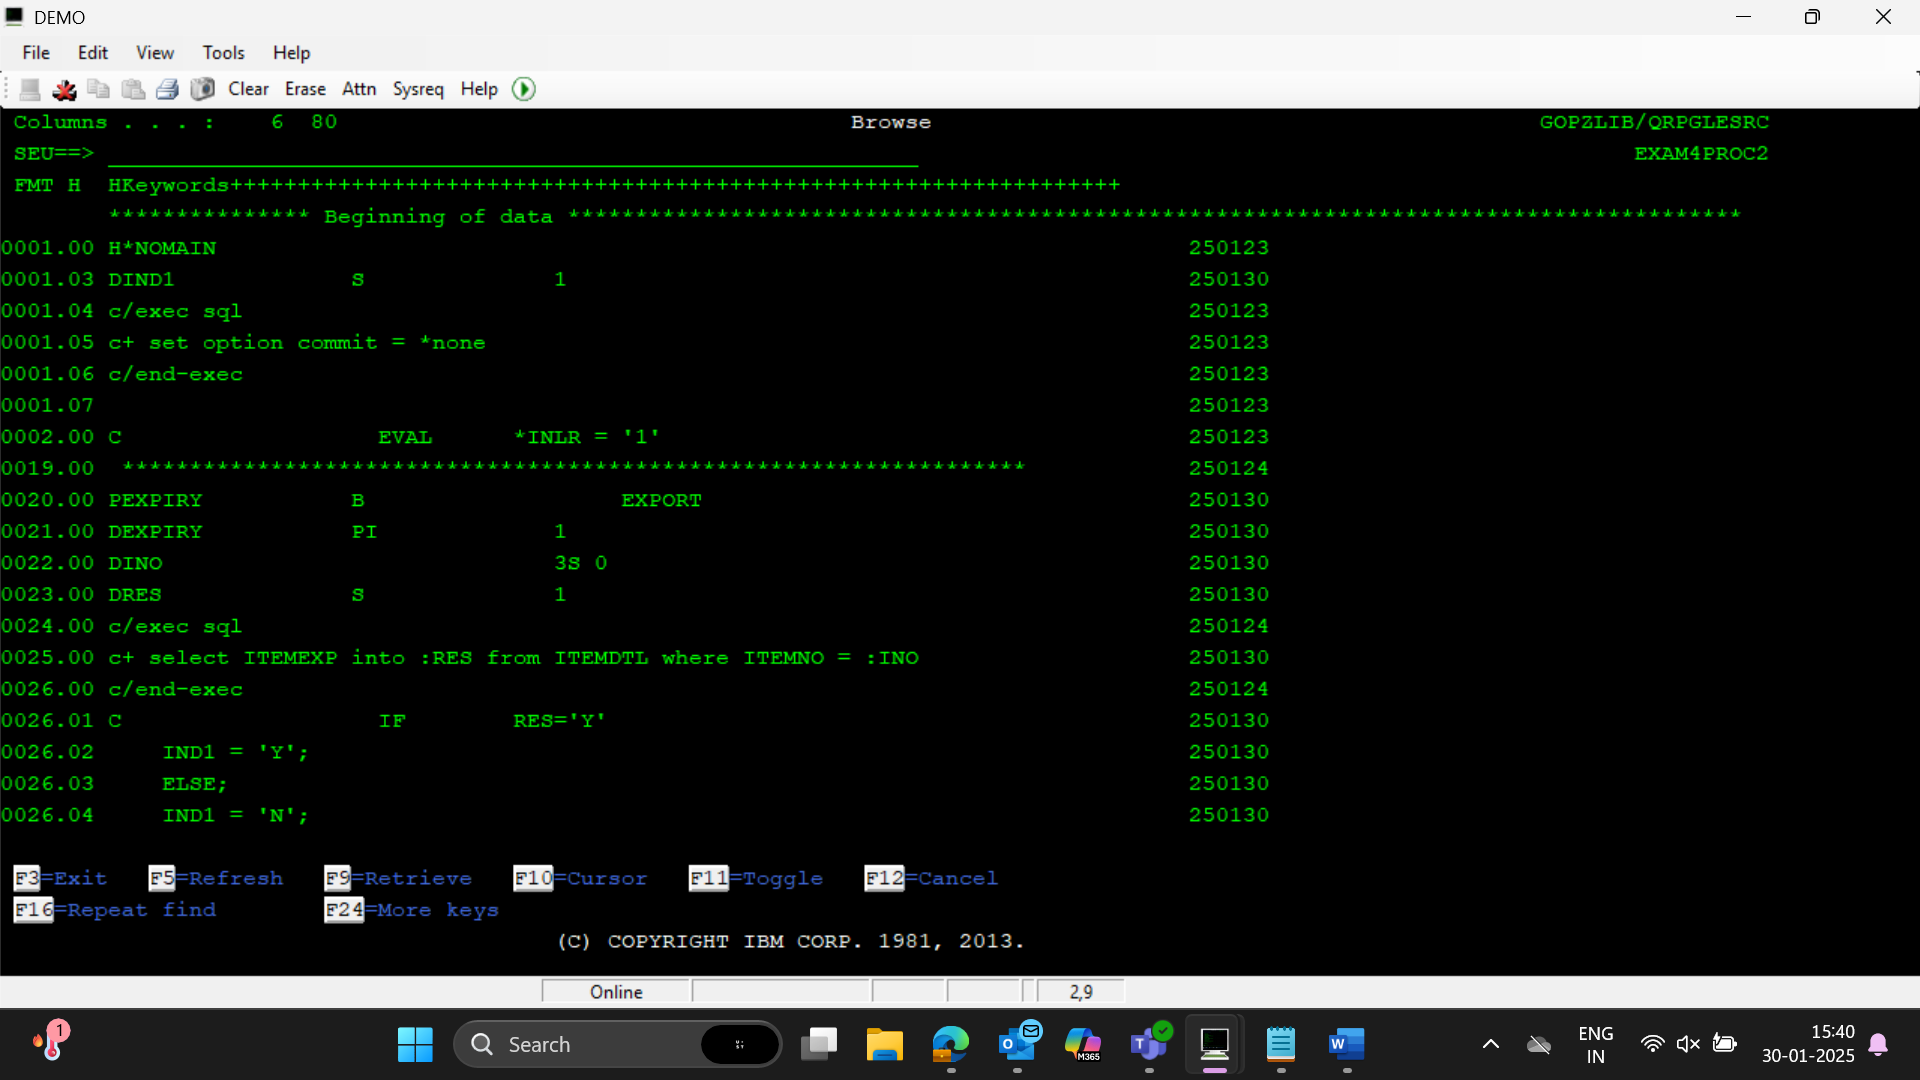 DEMO
File Edit View Tools Help
Clear Erase Attn Sysreq Help
Columns . . . : 6 80 Browse GOPZLIB/QRPGLESRC
SEU==> EXAM4PROC2
FMT H HKeywords++++++++++++++++++++++++++++++++++++++++++++++++++++++++++++++++++
*************** Beginning of data ***************************************************************************************
0001.00 H*NOMAIN 250123
0001.03 DIND1 S 1 250130
0001.04 c/exec sql 250123
0001.05 c+ set option commit = *none 250123
0001.06 c/end-exec 250123
0001.07 250123
0002.00 C EVAL *INLR = '1' 250123
0019.00 ******************************************************************* 250124
0020.00 PEXPIRY B EXPORT 250130
0021.00 DEXPIRY PI 1 250130
0022.00 DINO 3S 0 250130
0023.00 DRES S 1 250130
0024.00 c/exec sql 250124
0025.00 c+ select ITEMEXP into :RES from ITEMDTL where ITEMNO = :INO 250130
0026.00 c/end-exec 250124
0026.01 C IF RES='Y' 250130
0026.02 IND1 = 'Y'; 250130
0026.03 ELSE; 250130
0026.04 IND1 = 'N'; 250130
F3=Exit F5=Refresh F9=Retrieve F10=Cursor F11=Toggle F12=Cancel
F16=Repeat find F24=More keys
(C) COPYRIGHT IBM CORP. 1981, 2013.
Online 2,9
1 Search M365 ENG IN 15:40 30-01-2025